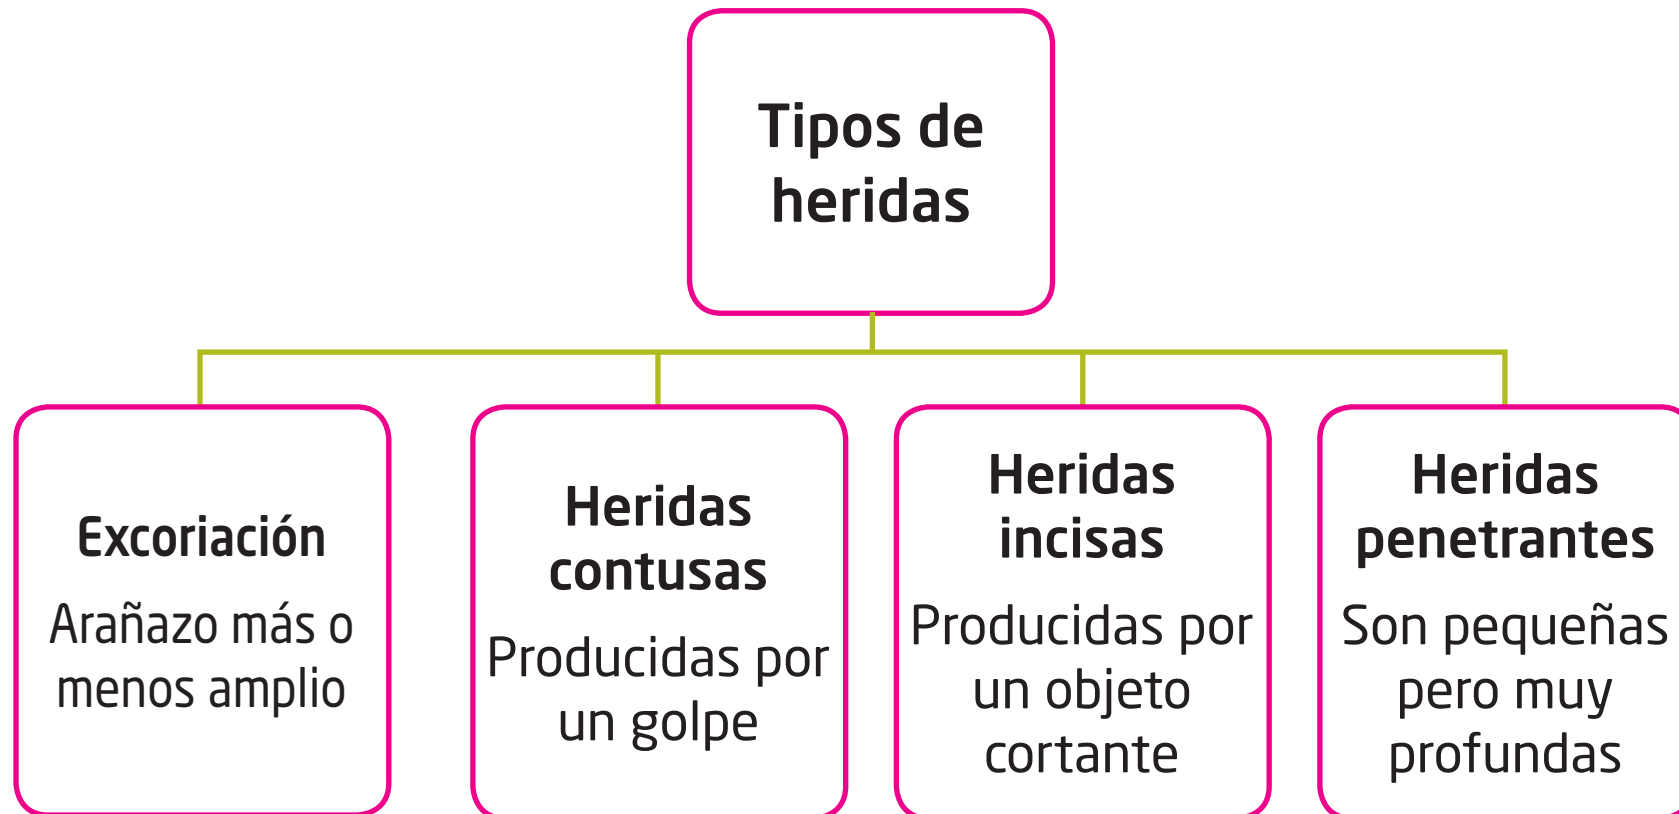 Tipos de
heridas
Excoriación
Arañazo más o
menos amplio
Heridas
contusas
Producidas por
un golpe
Heridas
incisas
Producidas por
un objeto
cortante
Heridas
penetrantes
Son pequeñas
pero muy
profundas